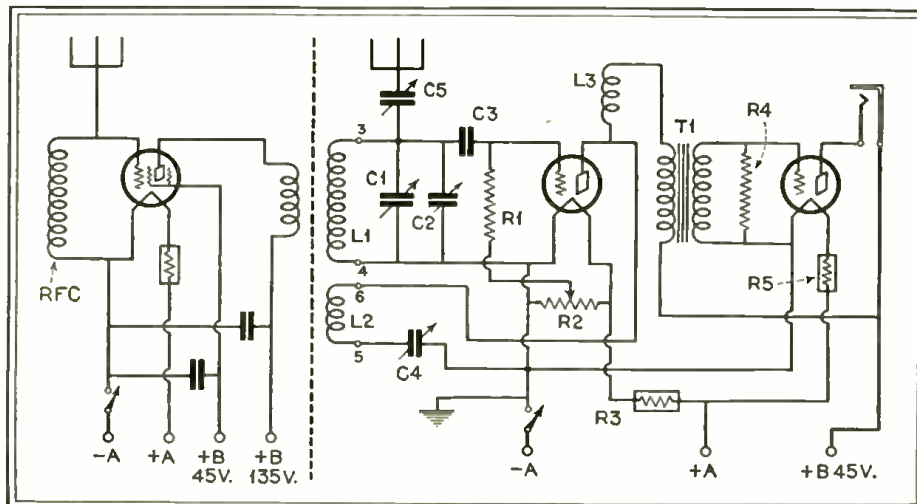 RFC
-A
+A
+B
45V.
+B
135V.
C5
3
C3
C1
C2
L1
R1
4
6
L2
5
C4
R2
R3
L3
T1
R4
R5
-A
+A
+B 45V.